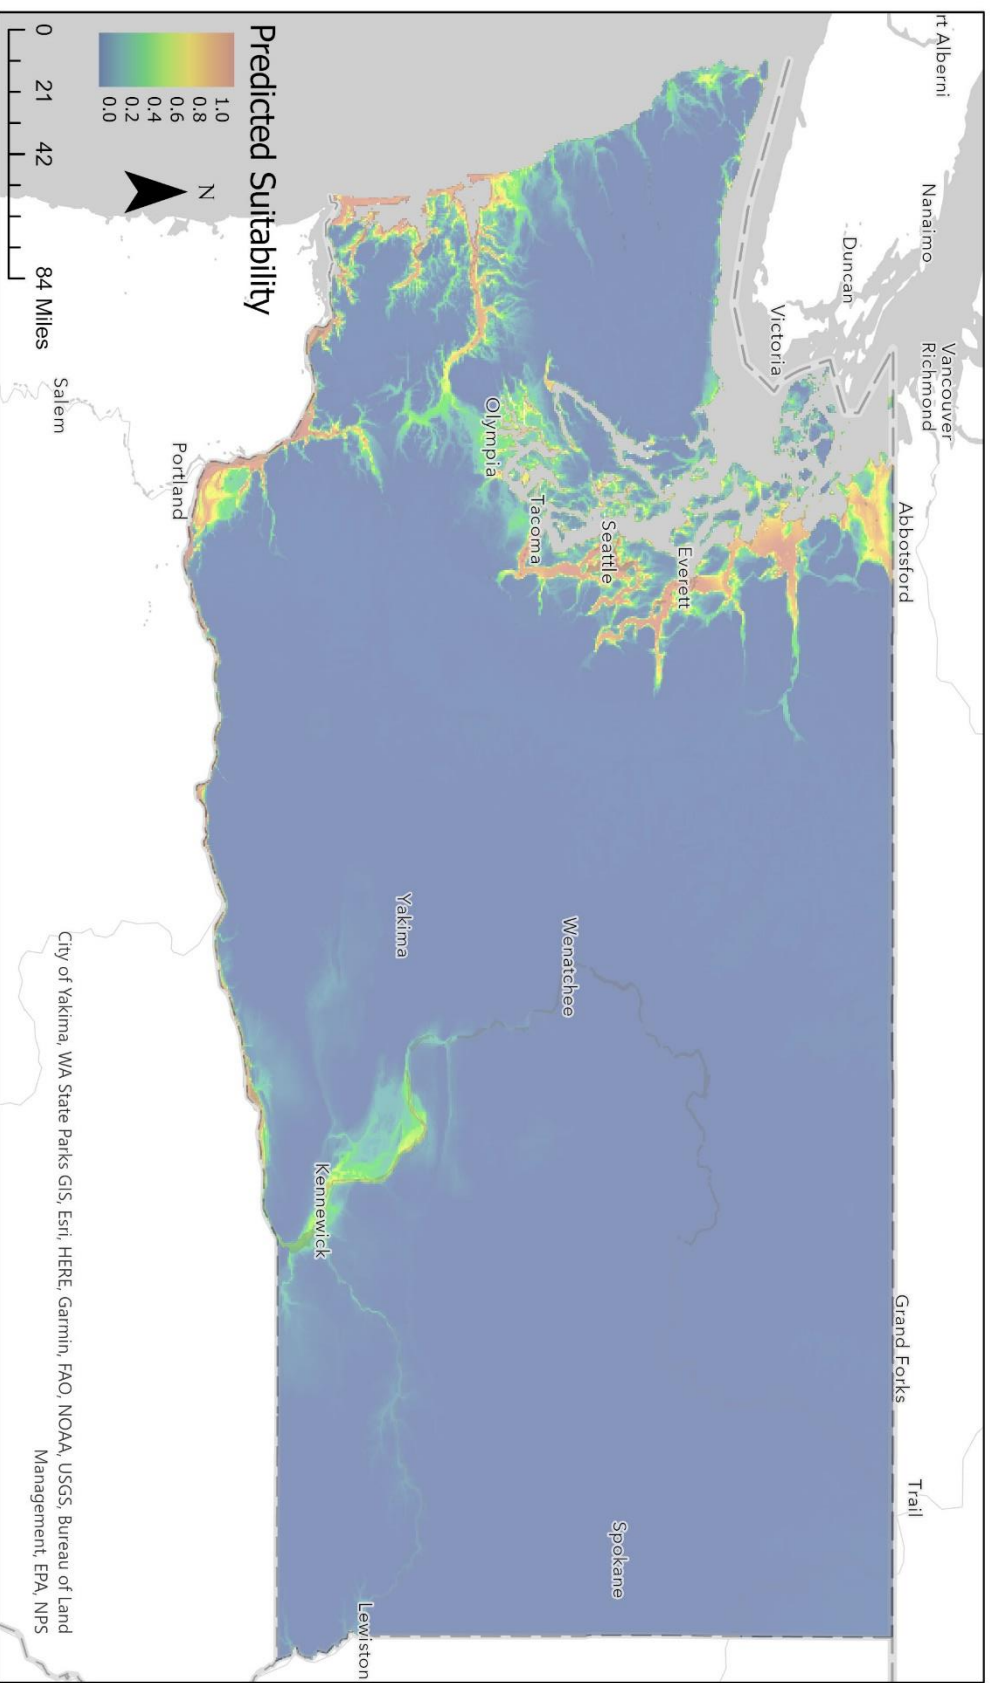 rt Alberni
Nanaimo
Duncan
Victoria
Vancouver
Richmond
Abbotsford
Grand Forks
Trail
Everett
Seattle
Tacoma
Olympia
Wenatchee
Spokane
Yakima
Kennewick
Lewiston
Portland
Salem
Predicted Suitability
1.0
0.8
0.6
0.4
0.2
0.0
N
0 21 42 84 Miles
City of Yakima, WA State Parks GIS, Esri, HERE, Garmin, FAO, NOAA, USGS, Bureau of Land
Management, EPA, NPS